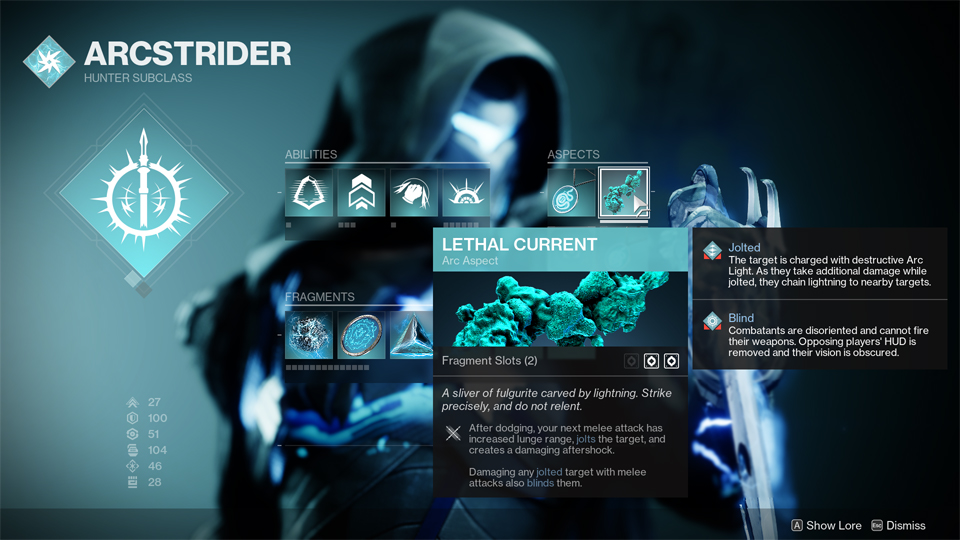 ARCSTRIDER
HUNTER SUBCLASS
ABILITIES
ASPECTS
FRAGMENTS
27
100
51
104
46
28
LETHAL CURRENT
Arc Aspect
Fragment Slots (2)
A sliver of fulgurite carved by lightning. Strike
precisely, and do not relent.
After dodging, your next melee attack has
increased lunge range, jolts the target, and
creates a damaging aftershock.
Damaging any jolted target with melee
attacks also blinds them.
Jolted
The target is charged with destructive Arc
Light. As they take additional damage while
jolted, they chain lightning to nearby targets.
Blind
Combatants are disoriented and cannot fire
their weapons. Opposing players' HUD is
removed and their vision is obscured.
A Show Lore Esc Dismiss